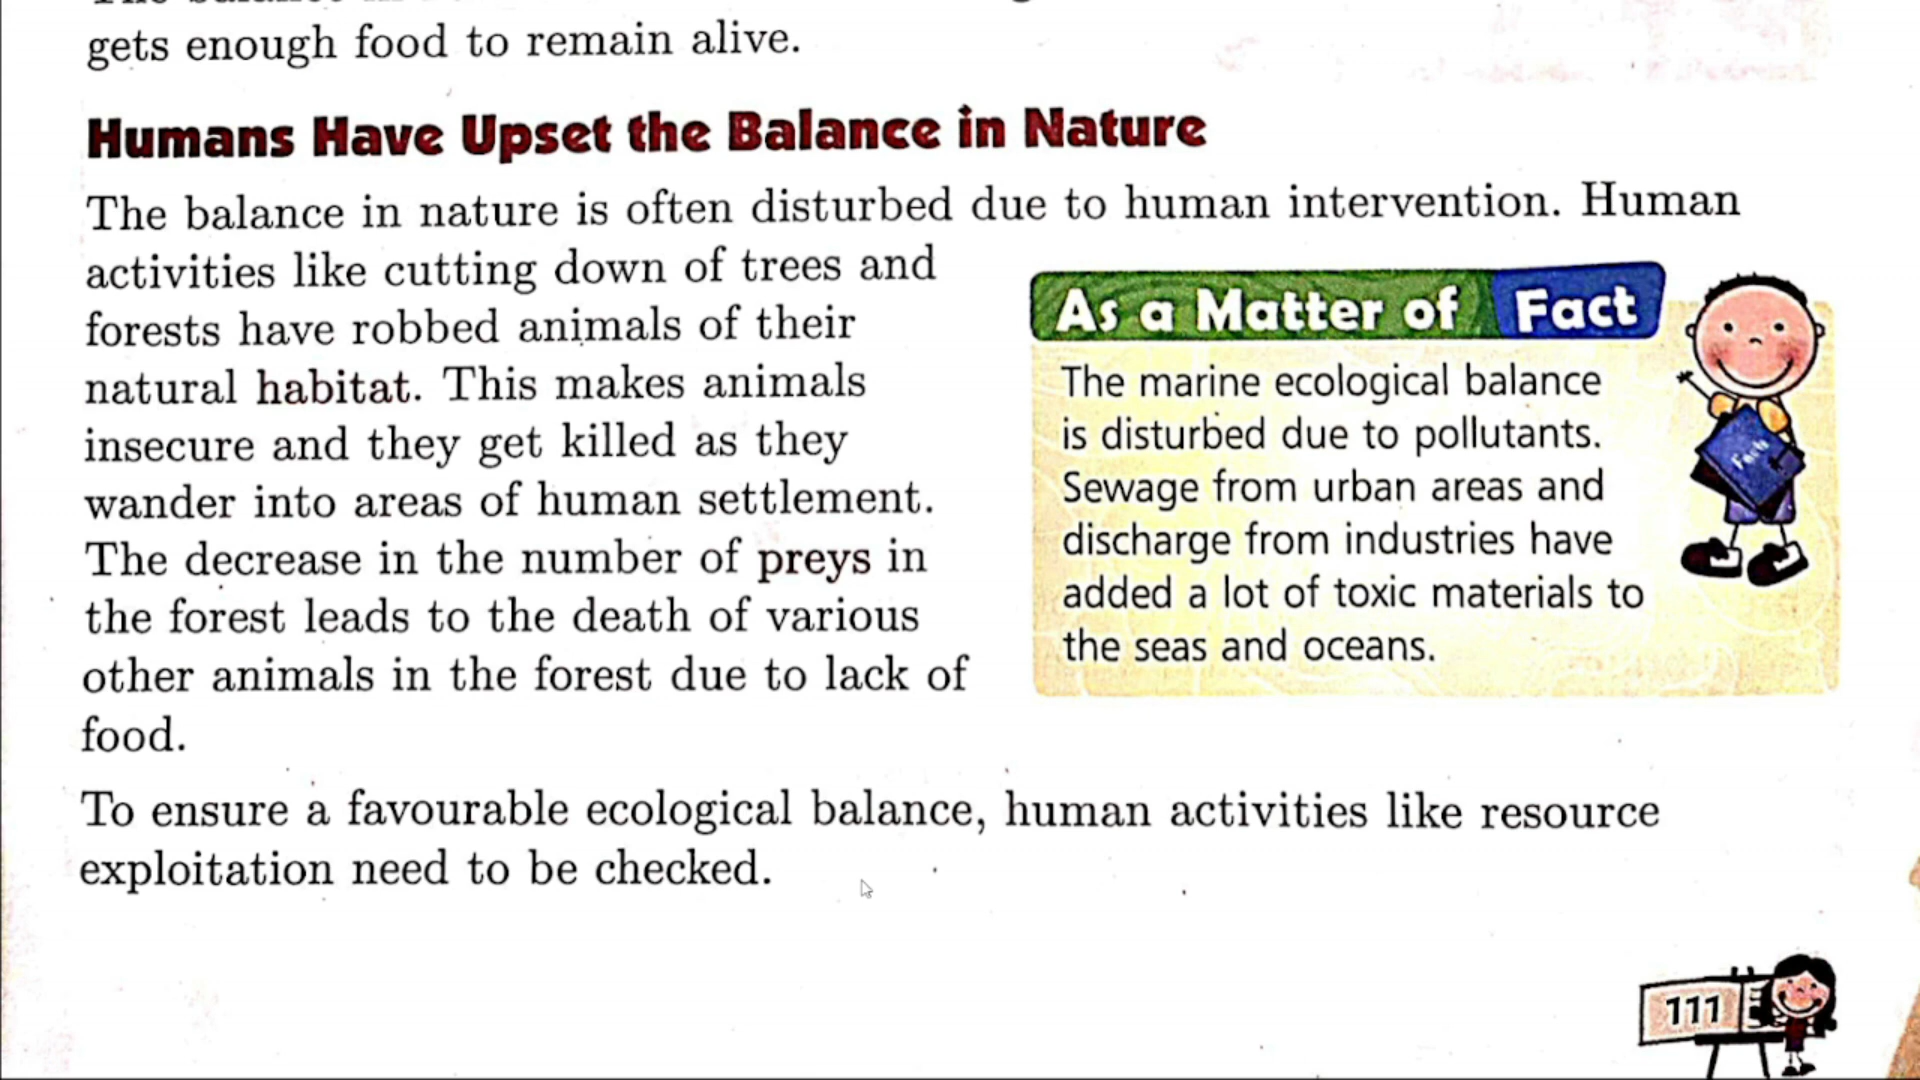 gets enough food to remain alive.
Humans Have Upset the Balance in Nature
The balance in nature is often disturbed due to human intervention. Human
activities like cutting down of trees and
forests have robbed animals of their
natural habitat. This makes animals
insecure and they get killed as they
wander into areas of human settlement.
The decrease in the number of preys in
the forest leads to the death of various
other animals in the forest due to lack of
food.
As a Matter of Fact
The marine ecological balance
is disturbed due to pollutants.
Sewage from urban areas and
discharge from industries have
added a lot of toxic materials to
the seas and oceans.
Facts
To ensure a favourable ecological balance, human activities like resource
exploitation need to be checked.
111